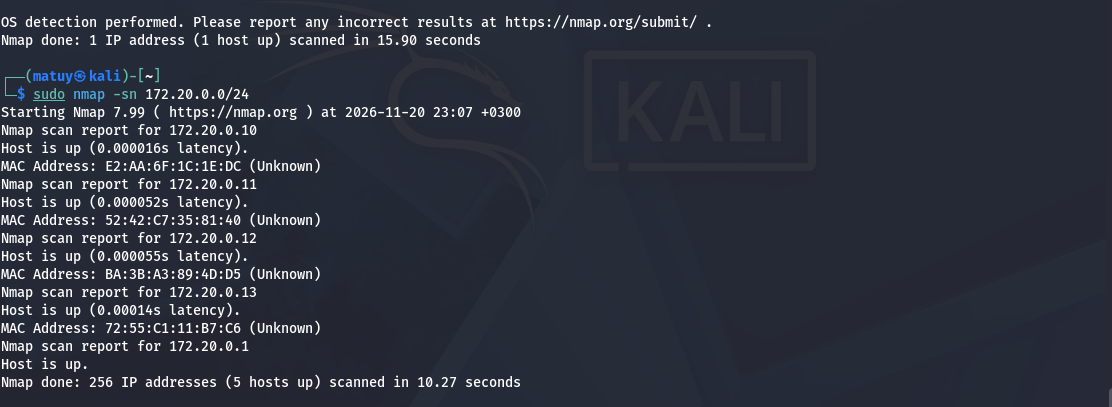 OS detection performed. Please report any incorrect results at https://nmap.org/submit/ .
Nmap done: 1 IP address (1 host up) scanned in 15.90 seconds
┌──(matuy㉿kali)-[~]
└─$ sudo nmap -sn 172.20.0.0/24
Starting Nmap 7.99 ( https://nmap.org ) at 2026-11-20 23:07 +0300
Nmap scan report for 172.20.0.10
Host is up (0.000016s latency).
MAC Address: E2:AA:6F:1C:1E:DC (Unknown)
Nmap scan report for 172.20.0.11
Host is up (0.000052s latency).
MAC Address: 52:42:C7:35:81:40 (Unknown)
Nmap scan report for 172.20.0.12
Host is up (0.000055s latency).
MAC Address: BA:3B:A3:89:4D:D5 (Unknown)
Nmap scan report for 172.20.0.13
Host is up (0.00014s latency).
MAC Address: 72:55:C1:11:B7:C6 (Unknown)
Nmap scan report for 172.20.0.1
Host is up.
Nmap done: 256 IP addresses (5 hosts up) scanned in 10.27 seconds
KALI